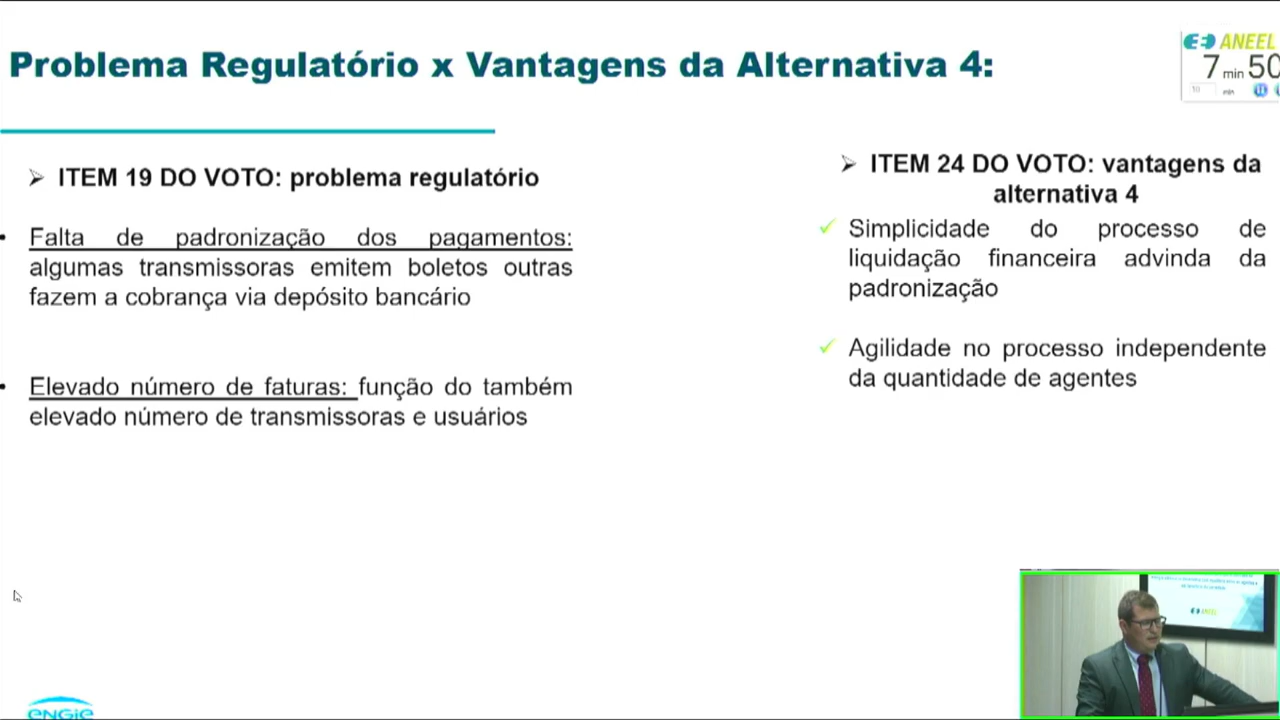 Problema Regulatório x Vantagens da Alternativa 4:
ANEEL
7 min 50
10
min
ITEM 19 DO VOTO: problema regulatório
Falta de padronização dos pagamentos:
algumas transmissoras emitem boletos outras
fazem a cobrança via depósito bancário
Elevado número de faturas: função do também
elevado número de transmissoras e usuários
ITEM 24 DO VOTO: vantagens da
alternativa 4
Simplicidade do processo de
liquidação financeira advinda da
padronização
Agilidade no processo independente
da quantidade de agentes
ANEEL
ENGIE